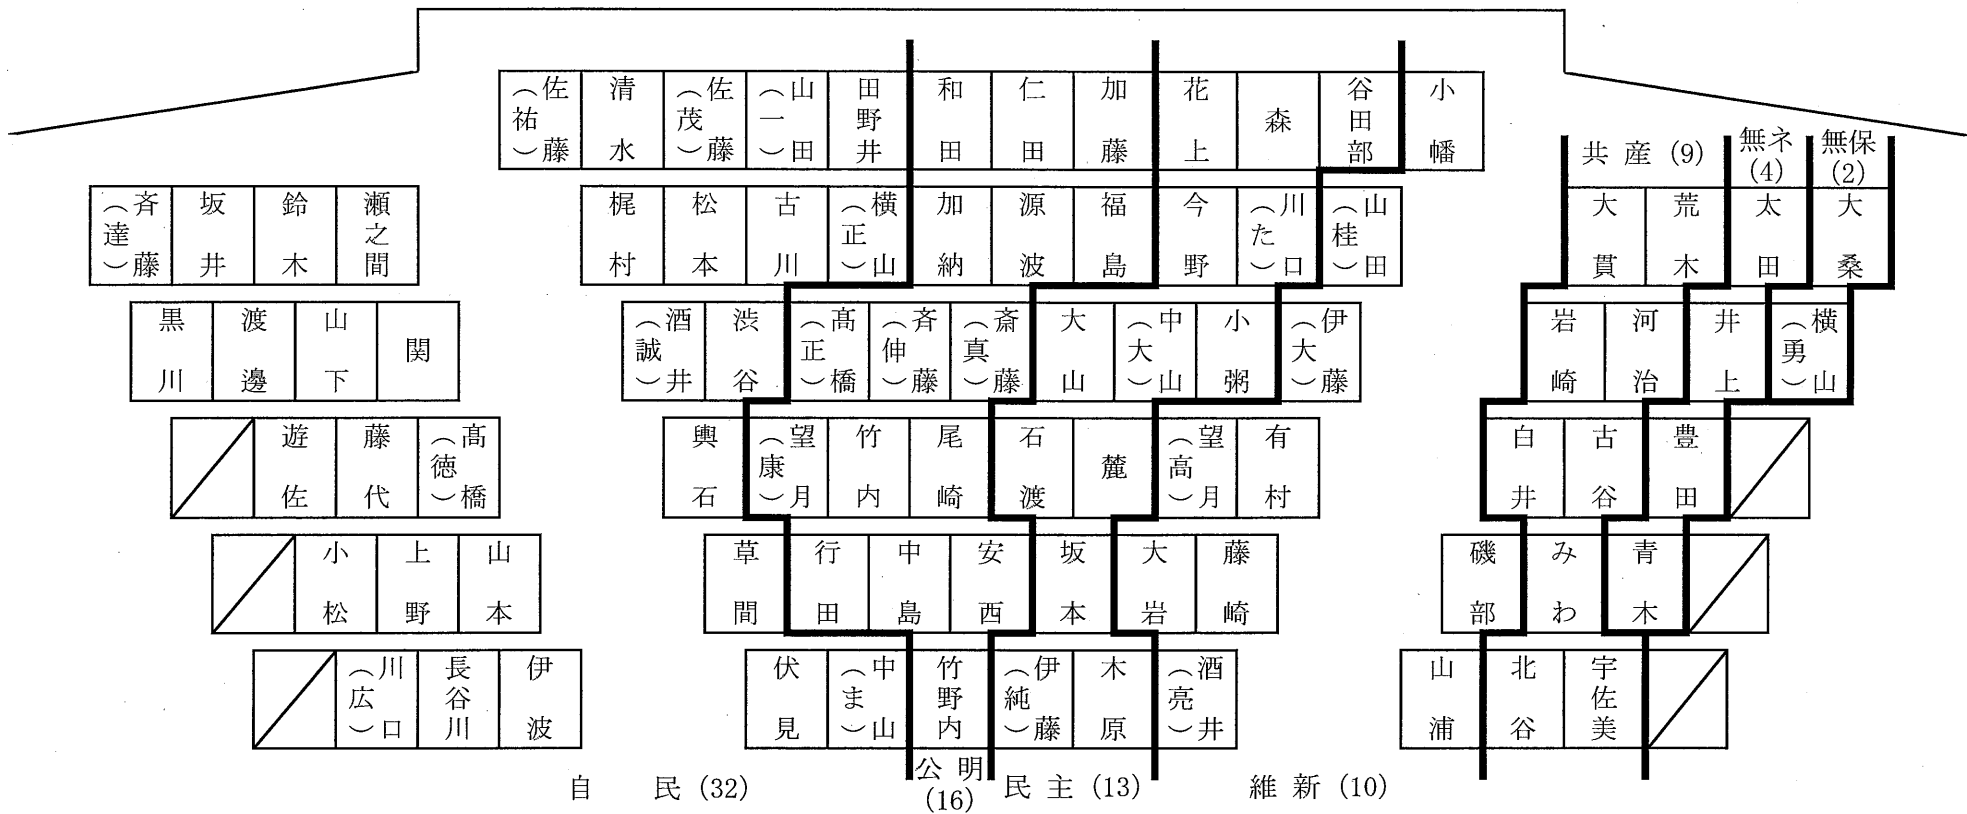 佐藤(祐) 清水 佐藤(茂) 山田(一) 田野井 和田 仁田 加藤 花上 森 谷田部 小幡
共産(9) 無ネ(4) 無保(2)
斉藤(達) 坂井 鈴木 瀬之間 梶村 松本 古川 横山(正) 加納 源波 福島 今野 川口(た) 山田(桂) 大貫 荒木 太田 大桑
黒川 渡邊 山下 関 酒井(誠) 渋谷 髙橋(正) 斉藤(伸) 斎藤(真) 大山 中山(大) 小粥 伊藤(大) 岩崎 河治 井上 横山(勇)
遊佐 藤代 髙橋(徳) 輿石 望月(康) 竹内 尾崎 石渡 麓 望月(高) 有村 白井 古谷 豊田
小松 上野 山本 草間 行田 中島 安西 坂本 大岩 藤崎 磯部 みわ 青木
川口(広) 長谷川 伊波 伏見 中山(ま) 竹野内 伊藤(純) 木原 酒井(亮) 山浦 北谷 宇佐美
自民(32) 公明(16) 民主(13) 維新(10)